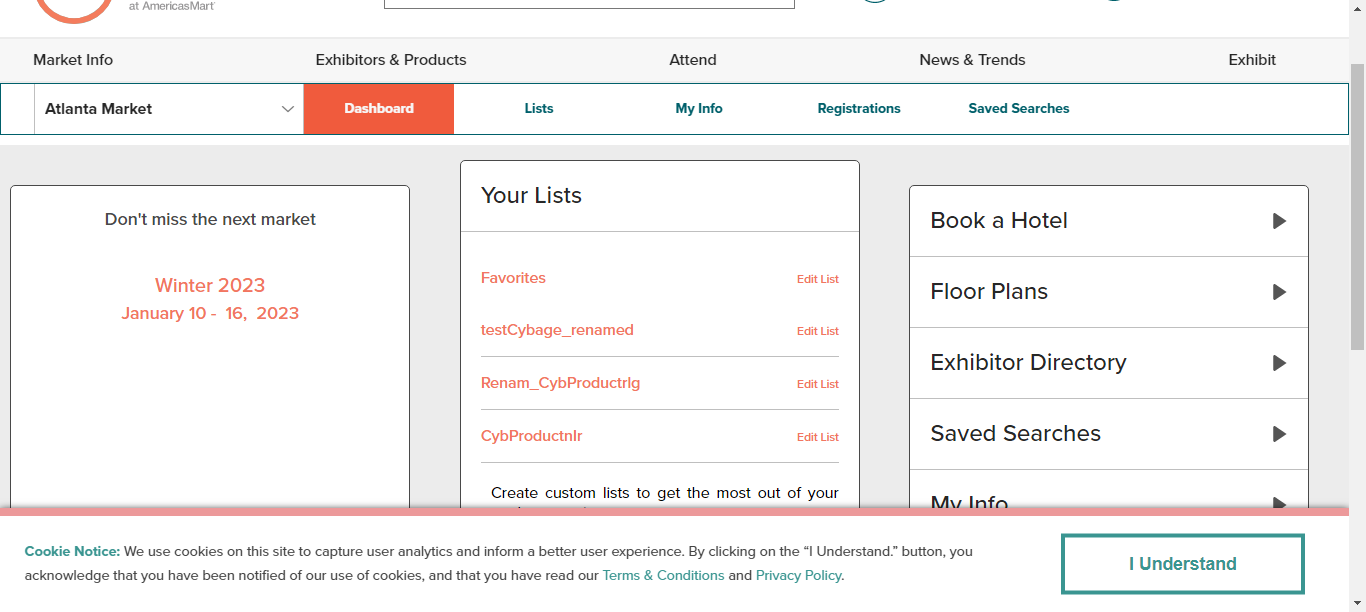 at AmericasMart
Market Info
Exhibitors & Products
Attend
News & Trends
Exhibit
Atlanta Market
Dashboard
Lists
My Info
Registrations
Saved Searches
Don't miss the next market
Winter 2023
January 10 - 16, 2023
Your Lists
Favorites Edit List
testCybage_renamed Edit List
Renam_CybProductrlg Edit List
CybProductnlr Edit List
Create custom lists to get the most out of your
Book a Hotel
Floor Plans
Exhibitor Directory
Saved Searches
My Info
Cookie Notice: We use cookies on this site to capture user analytics and inform a better user experience. By clicking on the “I Understand.” button, you
acknowledge that you have been notified of our use of cookies, and that you have read our Terms & Conditions and Privacy Policy.
I Understand